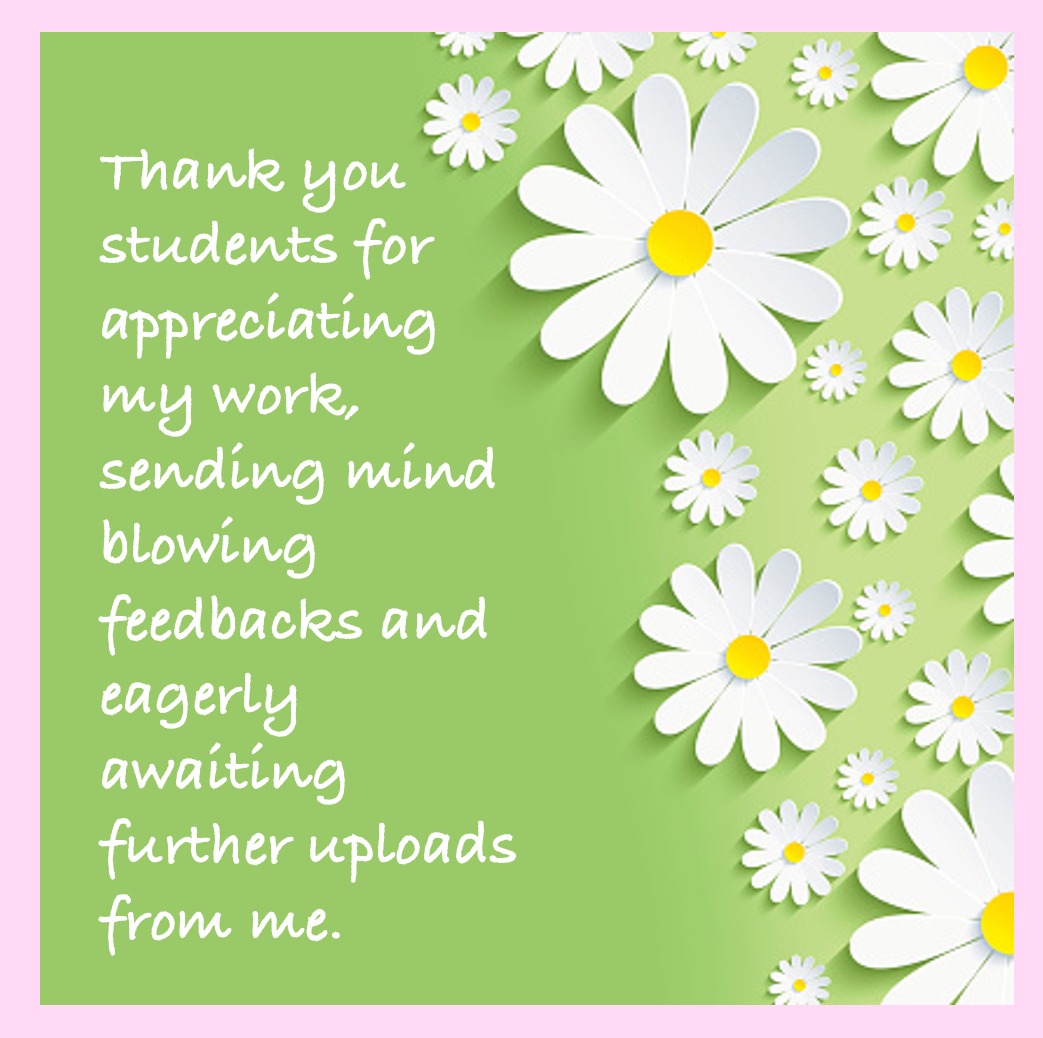 Thank you
students for
appreciating
my work,
sending mind
blowing
feedbacks and
eagerly
awaiting
further uploads
from me.